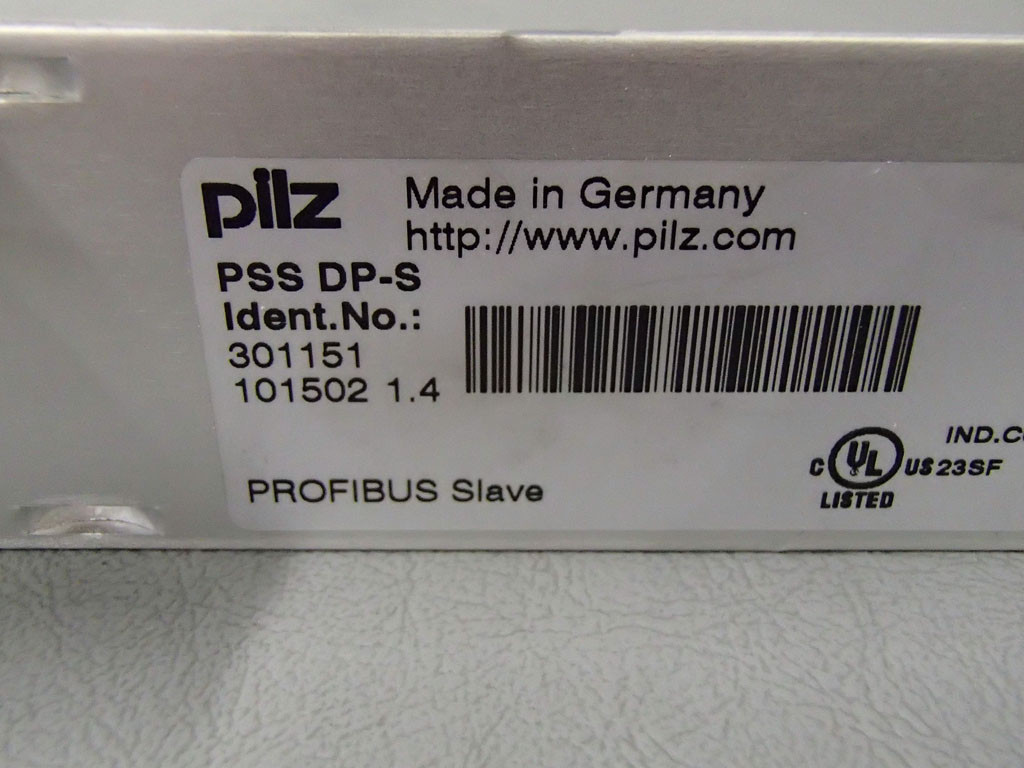 pilz
Made in Germany
http://www.pilz.com
PSS DP-S
Ident.No.:
301151
101502 1.4
PROFIBUS Slave
C UL US
LISTED
IND.C
23SF